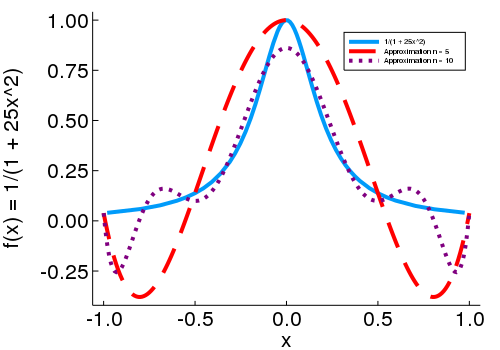 1.00
0.75
0.50
0.25
0.00
-0.25
f(x) = 1/(1 + 25x^2)
1/(1 + 25x^2)
Approximation n = 5
Approximation n = 10
-1.0 -0.5 0.0 0.5 1.0
x